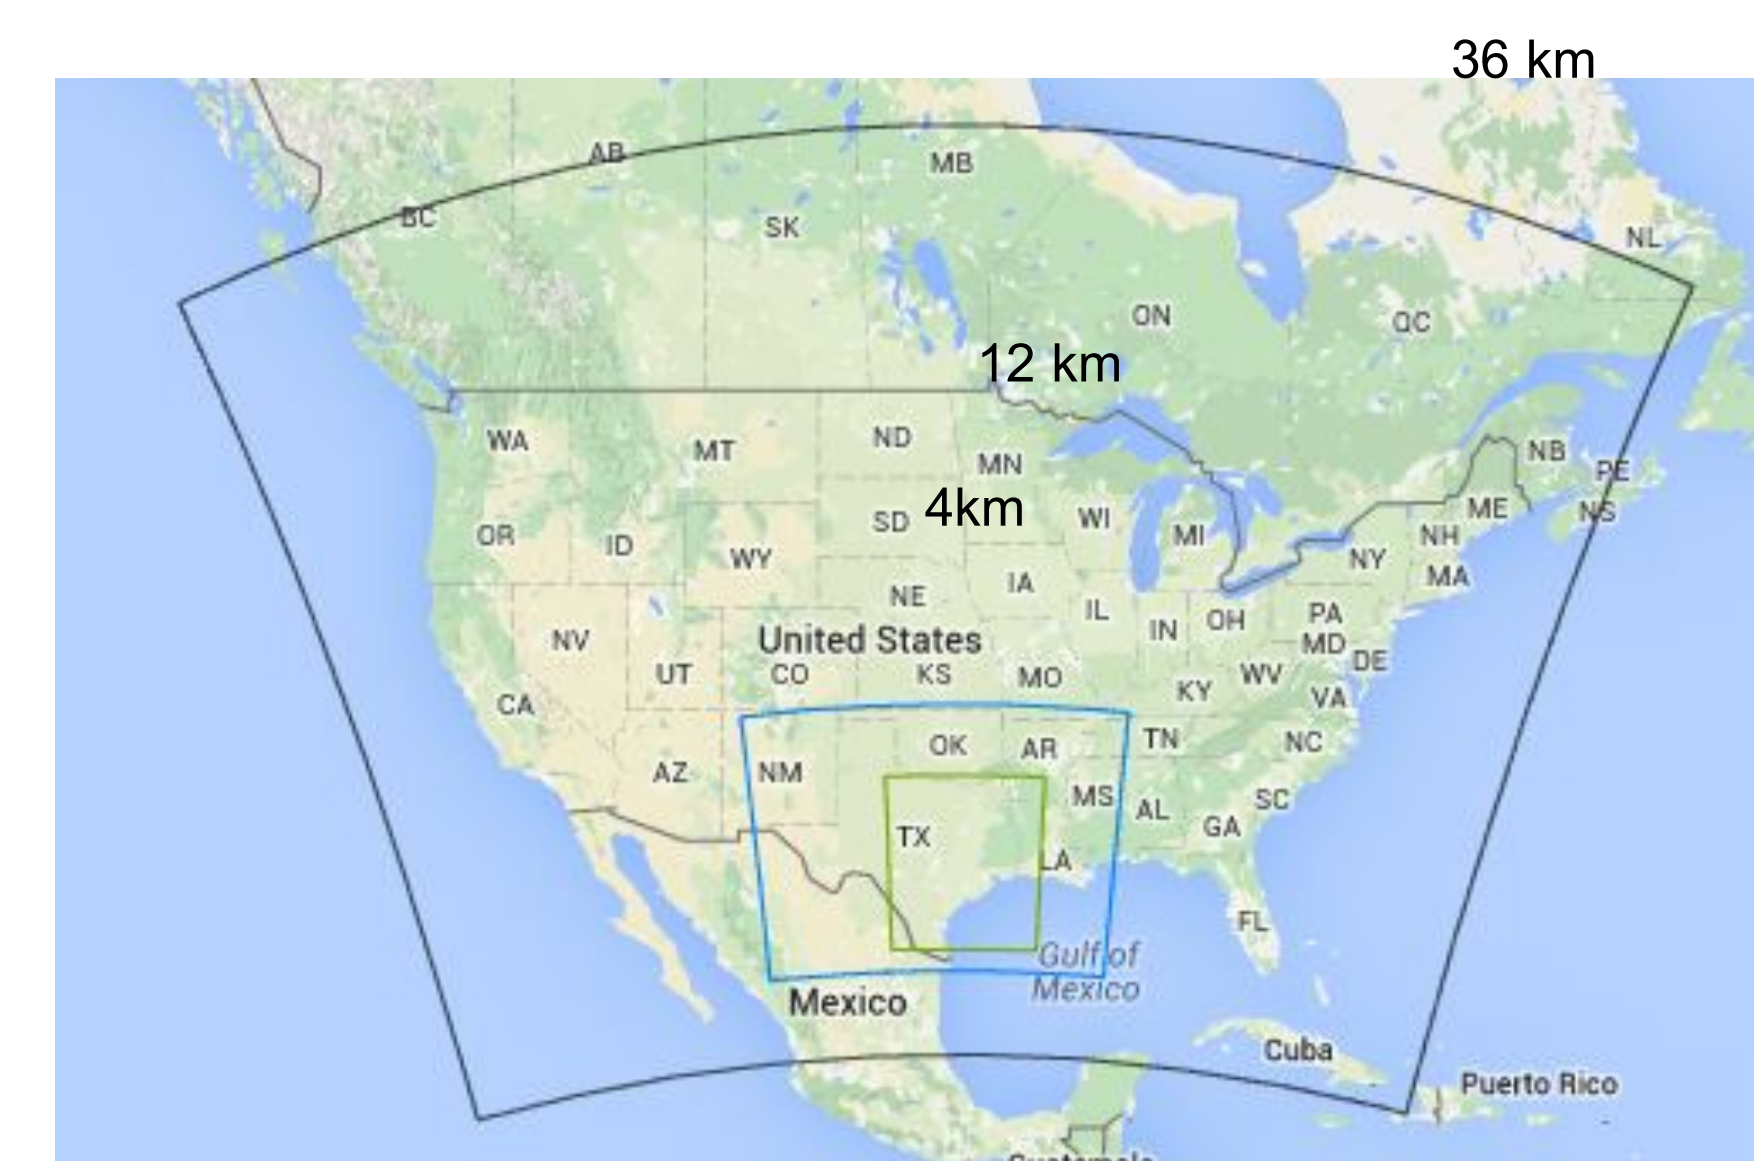 36 km
AB
MB
BC
SK
NL
ON
QC
12 km
WA
MT
ND
MN
NB
PE
4km
SD
WI
MI
ME
NS
OR
ID
WY
NH
NY
MA
NE
IA
IL
IN
OH
PA
NV
United States
MD
UT
CO
KS
MO
KY
WV
DE
CA
VA
OK
AR
TN
NC
AZ
NM
MS
AL
SC
TX
GA
LA
FL
Gulf of
Mexico
Mexico
Cuba
Puerto Rico
Guatemala